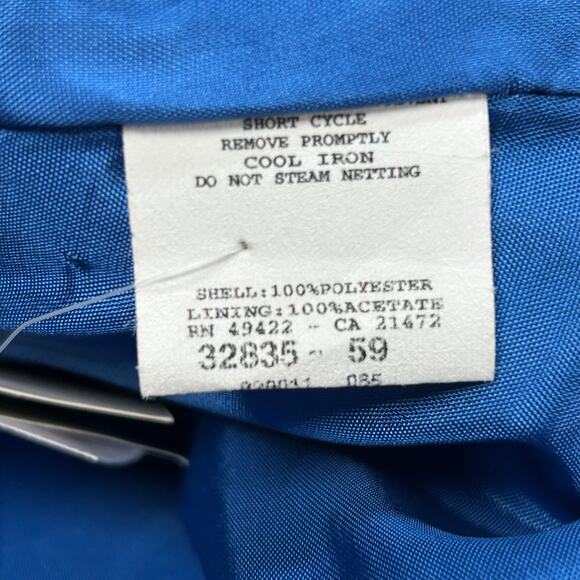 SHORT CYCLE
REMOVE PROMPTLY
COOL IRON
DO NOT STEAM NETTING
SHELL:100%POLYESTER
LINING:100%ACETATE
RN 49422 - CA 21472
32835- 59
085